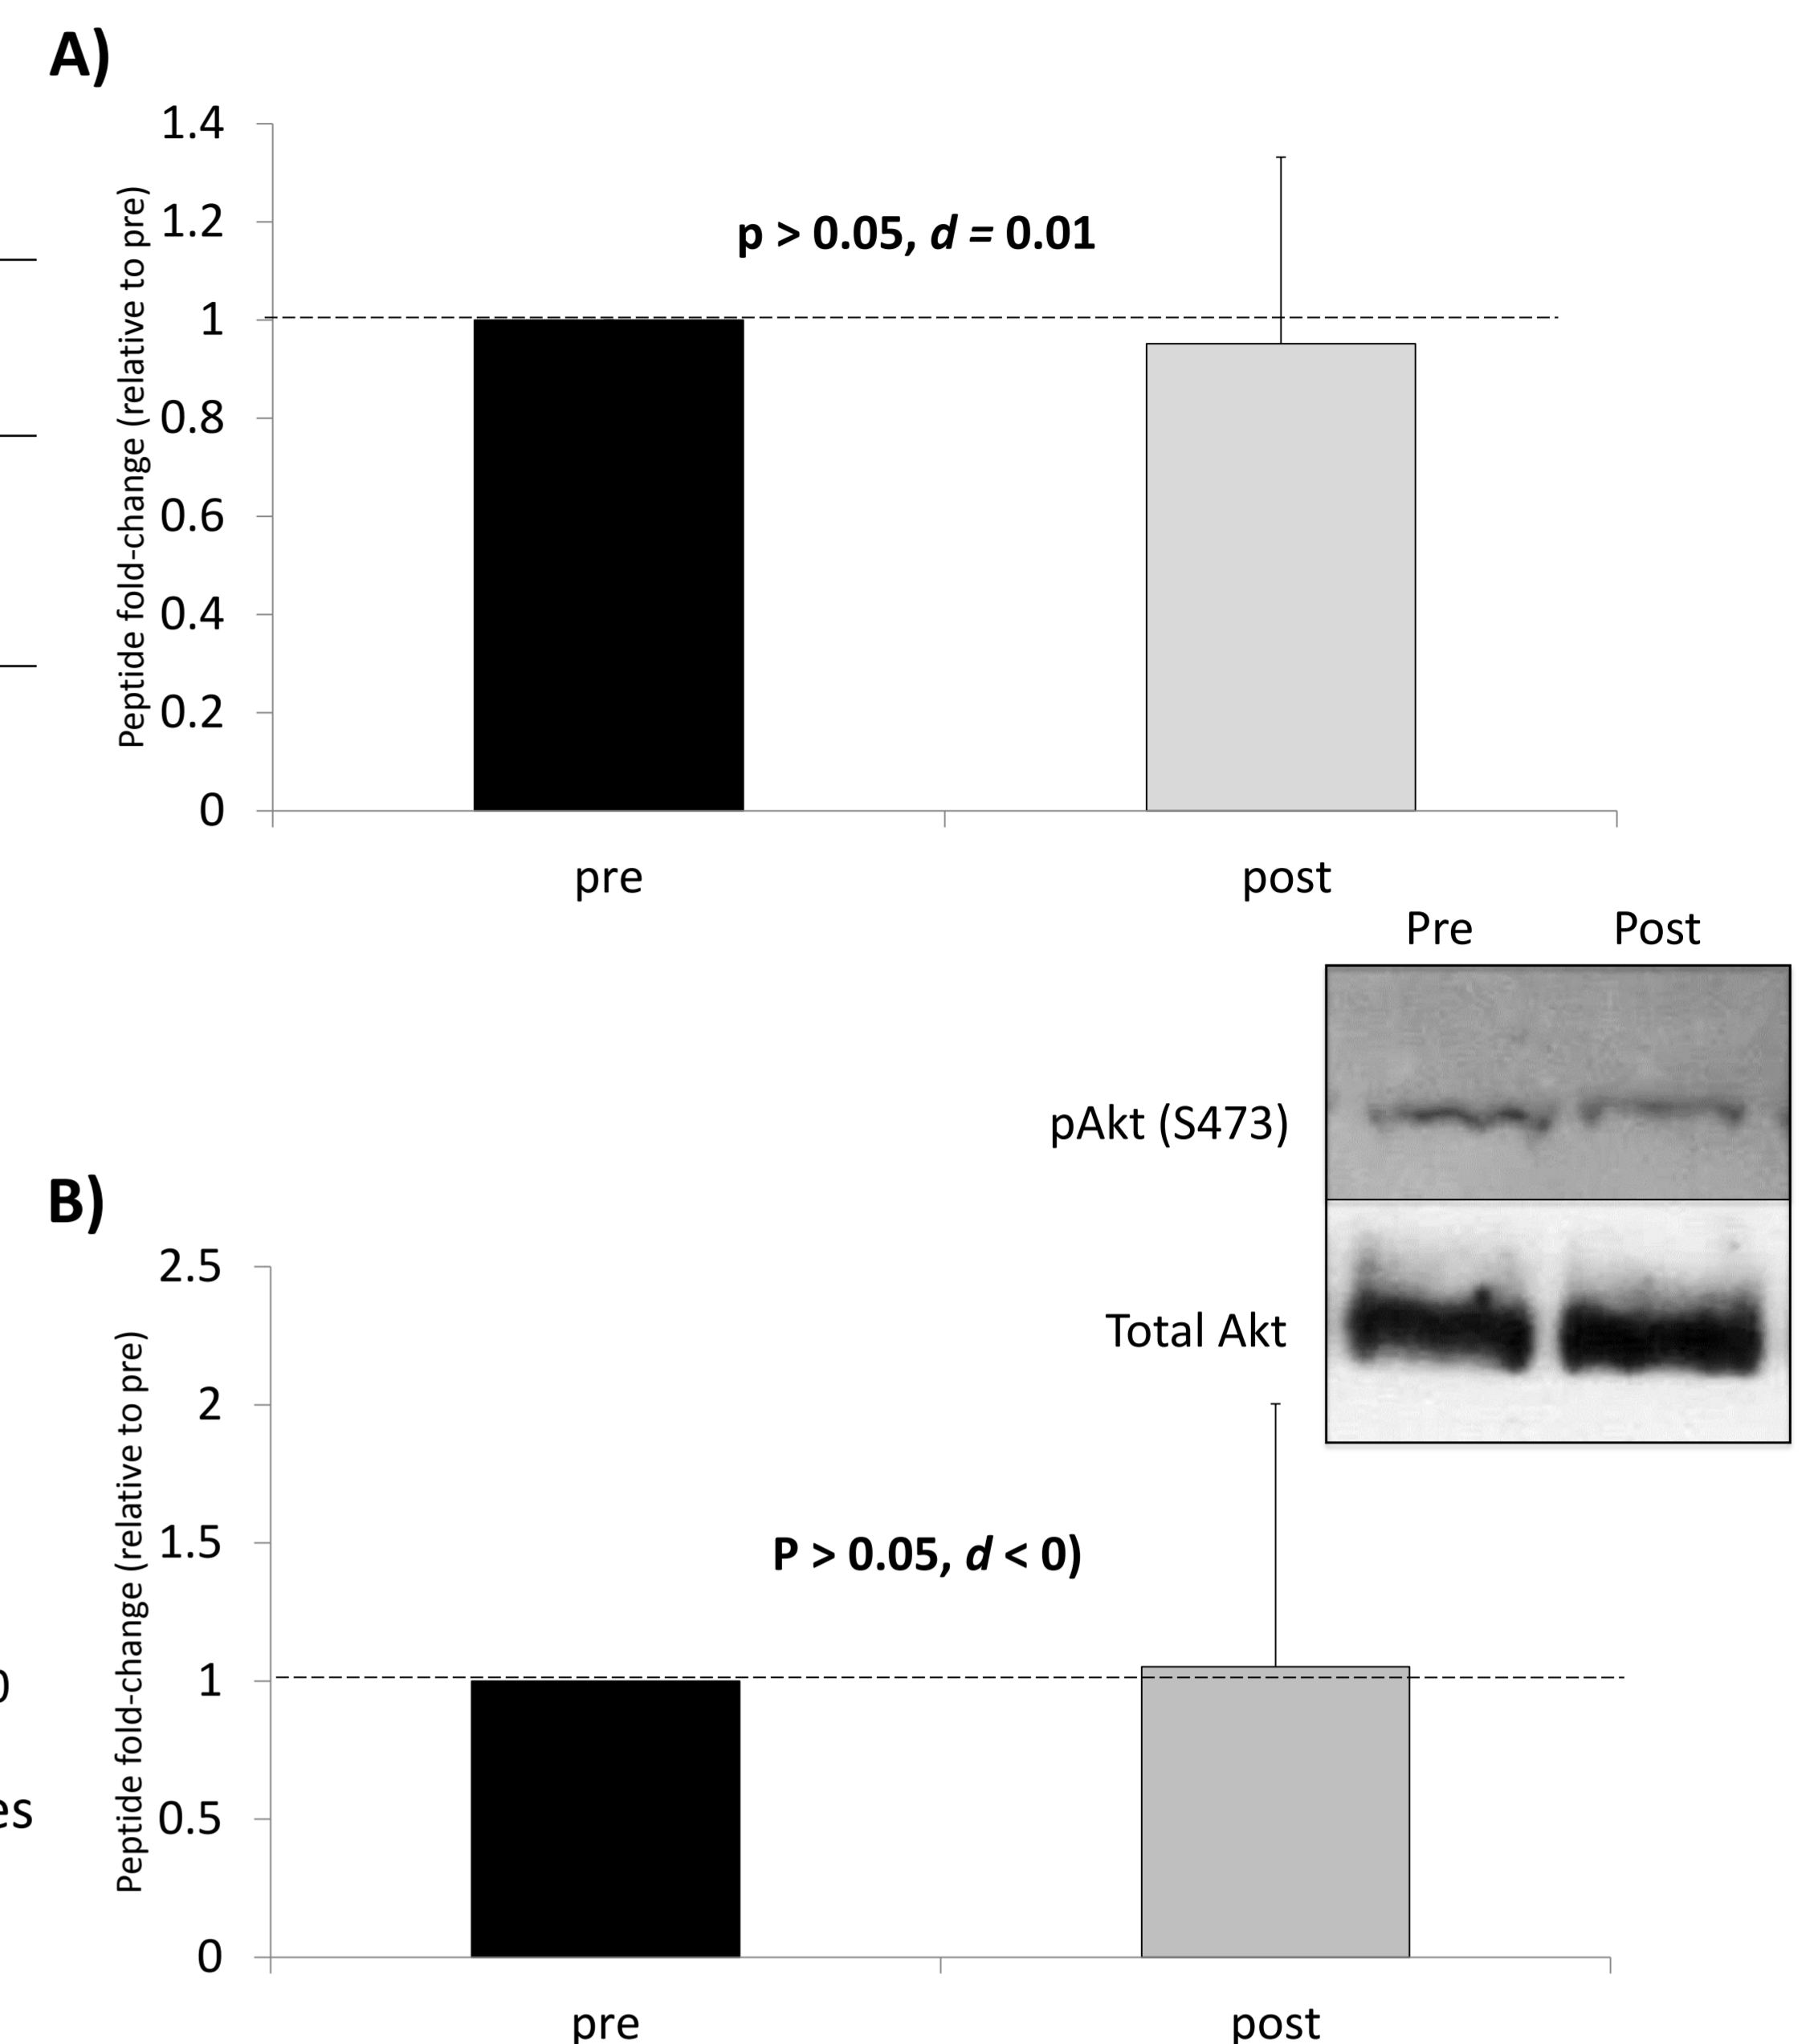 A)
Peptide fold-change (relative to pre)
1.4
1.2
1
0.8
0.6
0.4
0.2
0
p > 0.05, d = 0.01
pre
post
Pre
Post
pAkt (S473)
Total Akt
B)
Peptide fold-change (relative to pre)
2.5
2
1.5
1
0.5
0
P > 0.05, d < 0)
pre
post
es